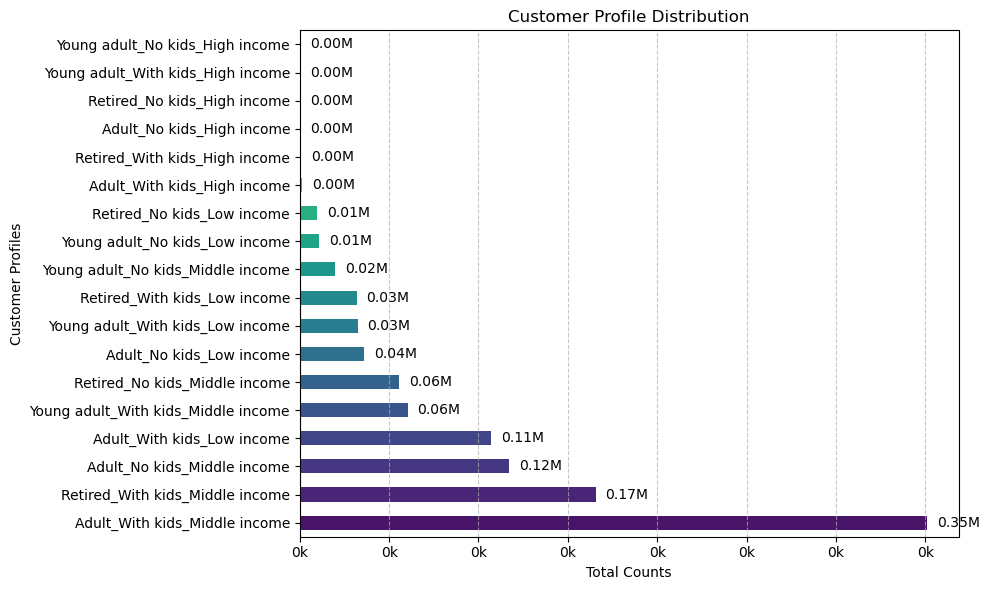 Customer Profile Distribution
Young adult_No kids_High income 0.00M
Young adult_With kids_High income 0.00M
Retired_No kids_High income 0.00M
Adult_No kids_High income 0.00M
Retired_With kids_High income 0.00M
Adult_With kids_High income 0.00M
Retired_No kids_Low income 0.01M
Young adult_No kids_Low income 0.01M
Young adult_No kids_Middle income 0.02M
Retired_With kids_Low income 0.03M
Young adult_With kids_Low income 0.03M
Adult_No kids_Low income 0.04M
Retired_No kids_Middle income 0.06M
Young adult_With kids_Middle income 0.06M
Adult_With kids_Low income 0.11M
Adult_No kids_Middle income 0.12M
Retired_With kids_Middle income 0.17M
Adult_With kids_Middle income 0.35M
Customer Profiles
0k 0k 0k 0k 0k 0k 0k 0k
Total Counts